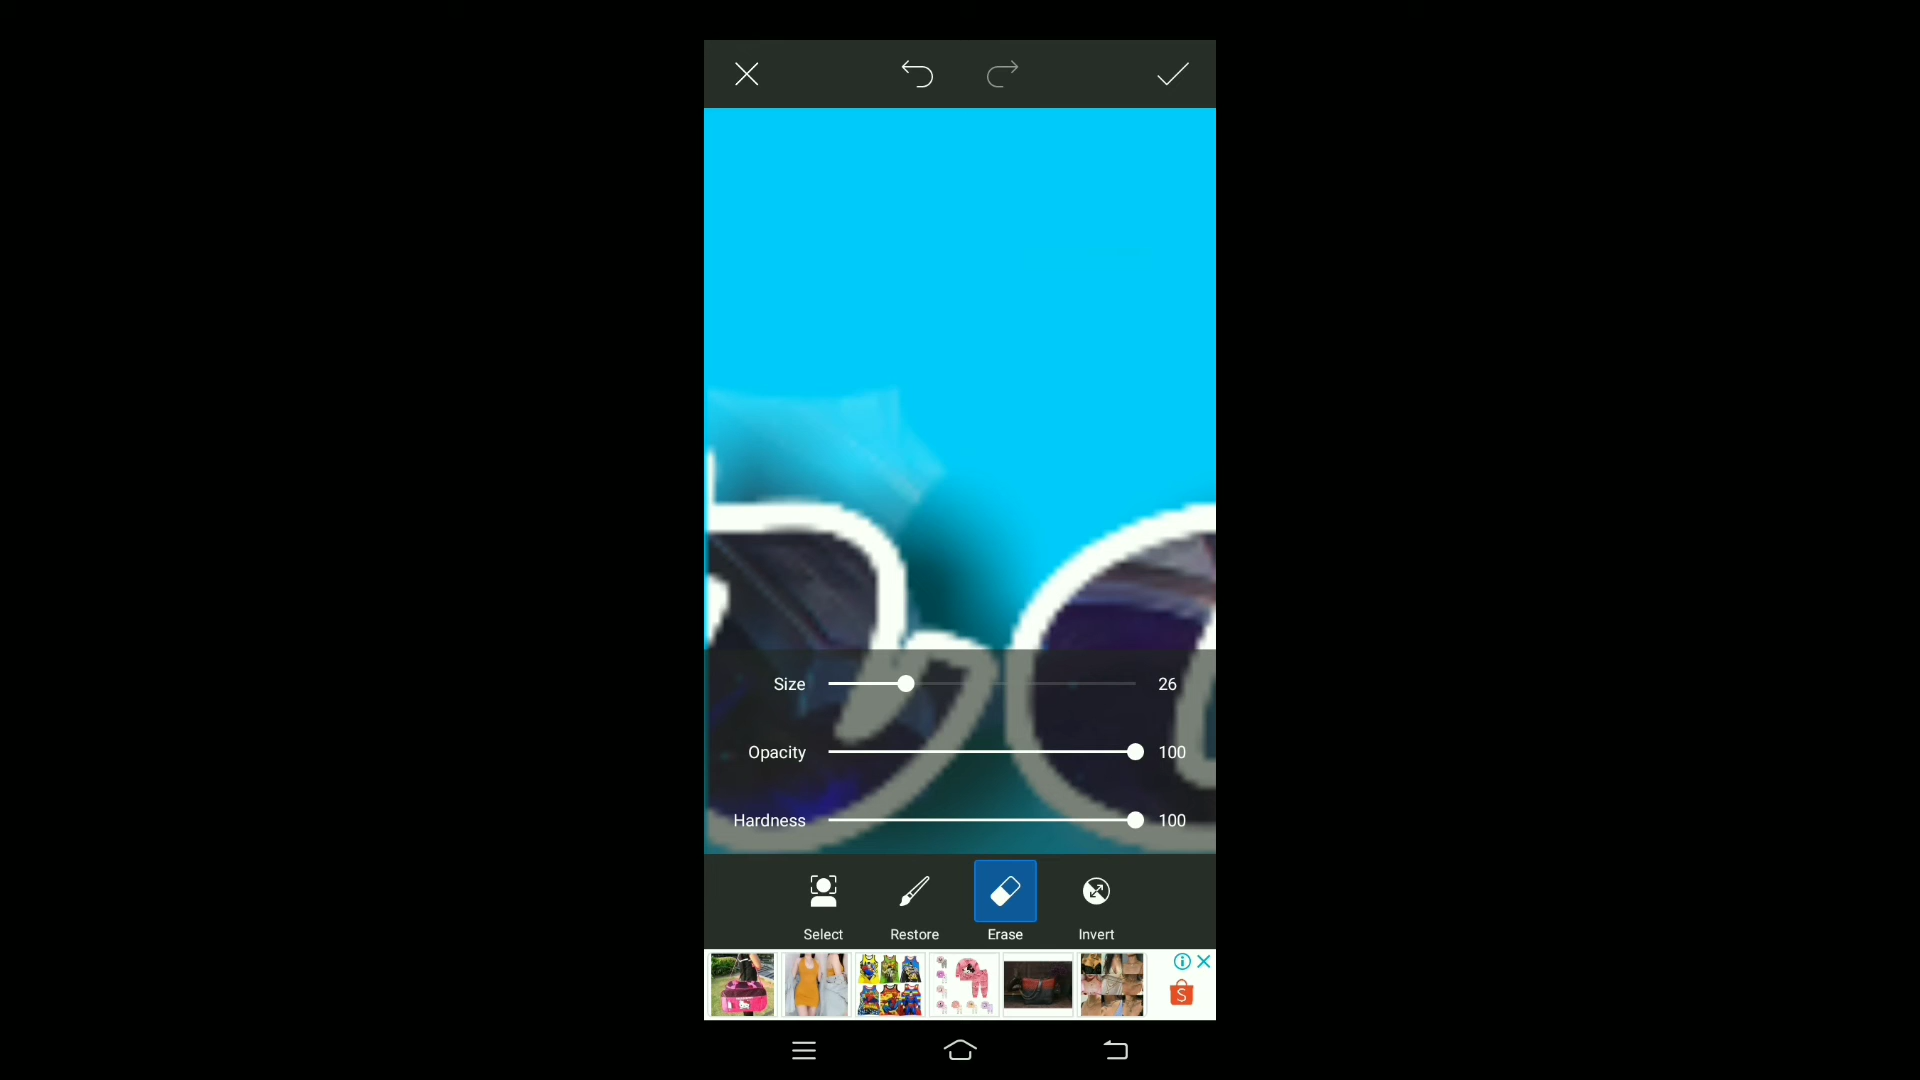 Size 26
Opacity 100
Hardness 100
Select Restore Erase Invert
S